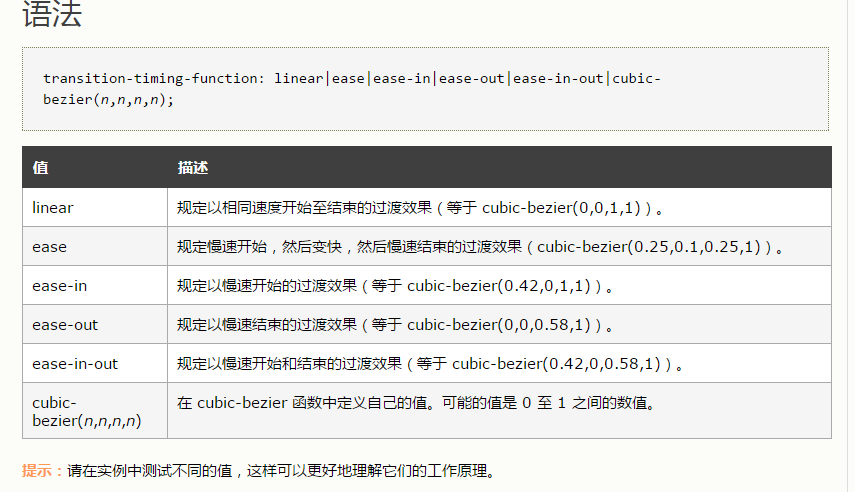 语法
transition-timing-function: linear|ease|ease-in|ease-out|ease-in-out|cubic-
bezier(n,n,n,n);
值 描述
linear 规定以相同速度开始至结束的过渡效果（等于 cubic-bezier(0,0,1,1)）。
ease 规定慢速开始，然后变快，然后慢速结束的过渡效果（cubic-bezier(0.25,0.1,0.25,1)）。
ease-in 规定以慢速开始的过渡效果（等于 cubic-bezier(0.42,0,1,1)）。
ease-out 规定以慢速结束的过渡效果（等于 cubic-bezier(0,0,0.58,1)）。
ease-in-out 规定以慢速开始和结束的过渡效果（等于 cubic-bezier(0.42,0,0.58,1)）。
cubic-
bezier(n,n,n,n) 在 cubic-bezier 函数中定义自己的值。可能的值是 0 至 1 之间的数值。
提示：请在实例中测试不同的值，这样可以更好地理解它们的工作原理。